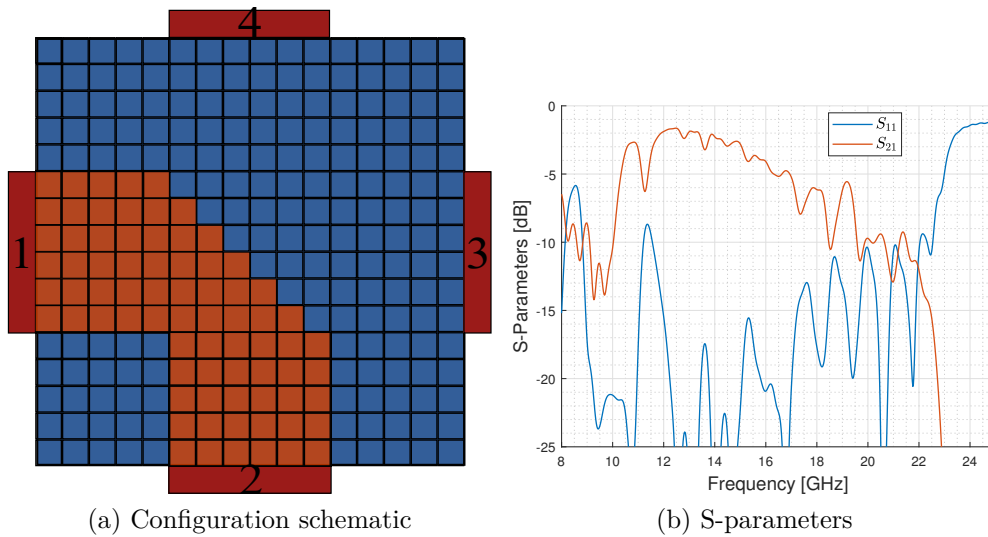 4
1
3
2
(a) Configuration schematic
0
-5
-10
-15
-20
-25
S-Parameters [dB]
S11
S21
8 10 12 14 16 18 20 22 24
Frequency [GHz]
(b) S-parameters